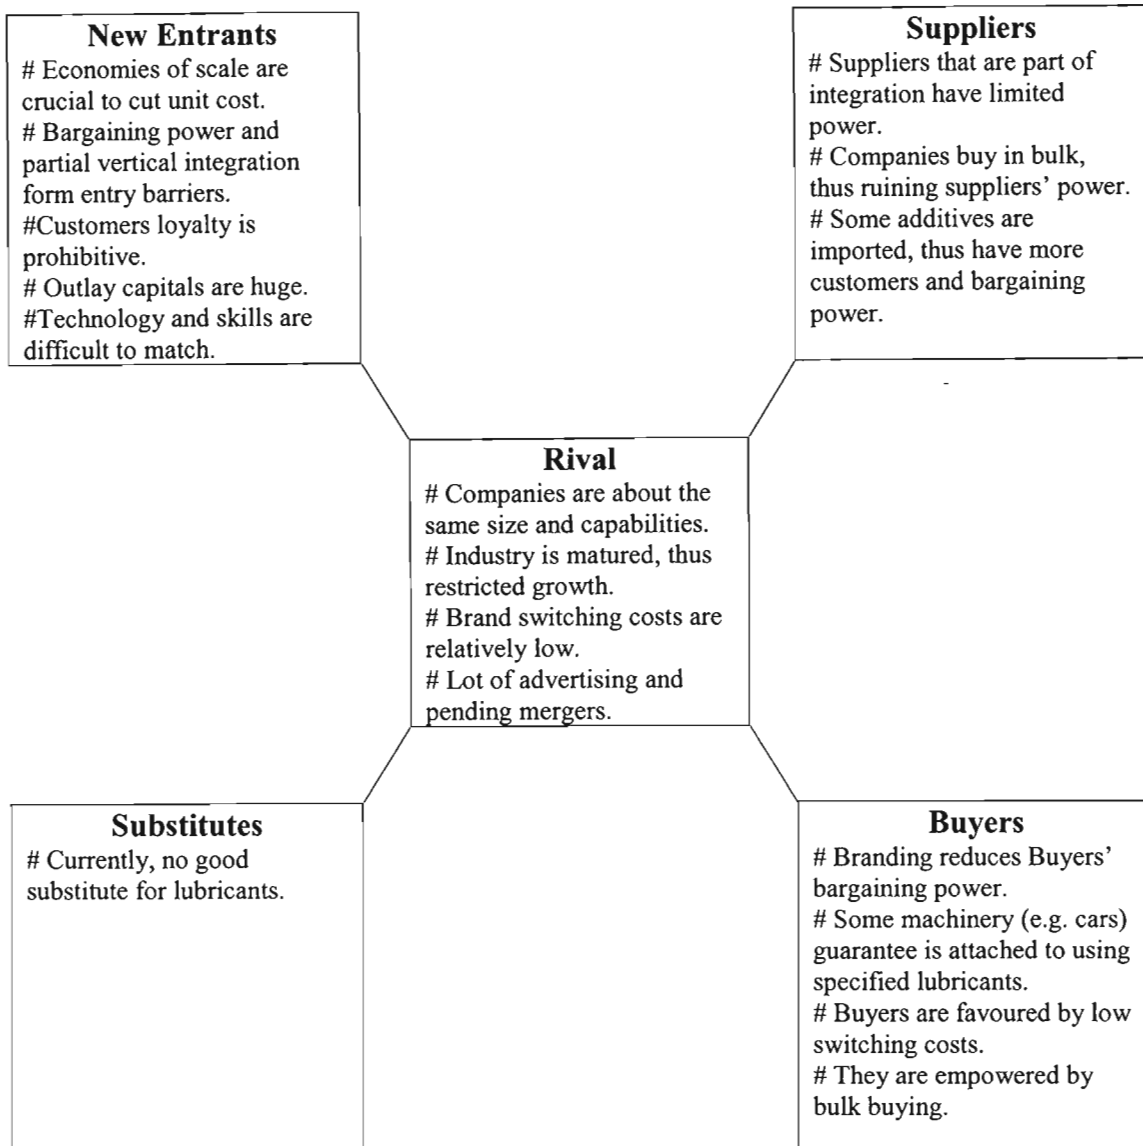 New Entrants
# Economies of scale are
crucial to cut unit cost.
# Bargaining power and
partial vertical integration
form entry barriers.
#Customers loyalty is
prohibitive.
# Outlay capitals are huge.
#Technology and skills are
difficult to match.
Suppliers
# Suppliers that are part of
integration have limited
power.
# Companies buy in bulk,
thus ruining suppliers’ power.
# Some additives are
imported, thus have more
customers and bargaining
power.
Rival
# Companies are about the
same size and capabilities.
# Industry is matured, thus
restricted growth.
# Brand switching costs are
relatively low.
# Lot of advertising and
pending mergers.
Substitutes
# Currently, no good
substitute for lubricants.
Buyers
# Branding reduces Buyers’
bargaining power.
# Some machinery (e.g. cars)
guarantee is attached to using
specified lubricants.
# Buyers are favoured by low
switching costs.
# They are empowered by
bulk buying.